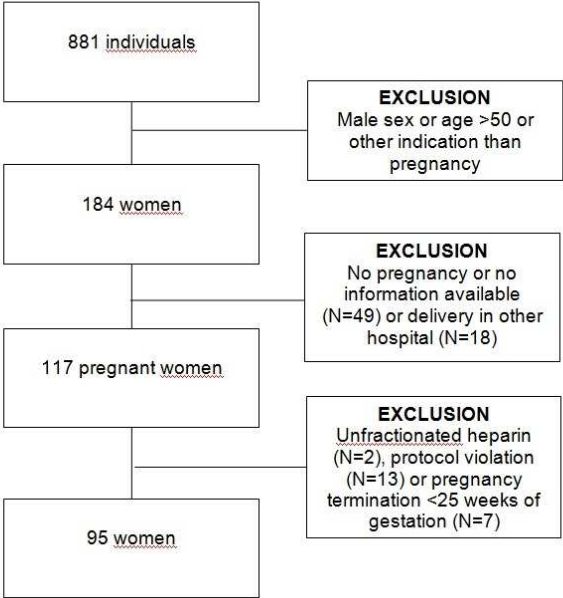 881 individuals
EXCLUSION
Male sex or age >50 or
other indication than
pregnancy
184 women
EXCLUSION
No pregnancy or no
information available
(N=49) or delivery in other
hospital (N=18)
117 pregnant women
EXCLUSION
Unfractionated heparin
(N=2), protocol violation
(N=13) or pregnancy
termination <25 weeks of
gestation (N=7)
95 women